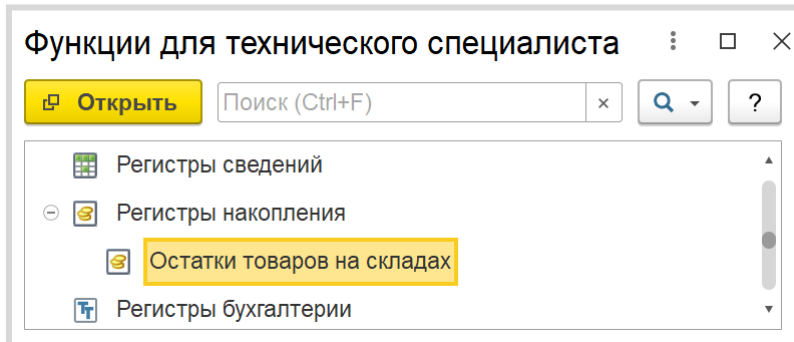 Функции для технического специалиста
Открыть
Поиск (Ctrl+F)
?
Регистры сведений
Регистры накопления
Остатки товаров на складах
Регистры бухгалтерии